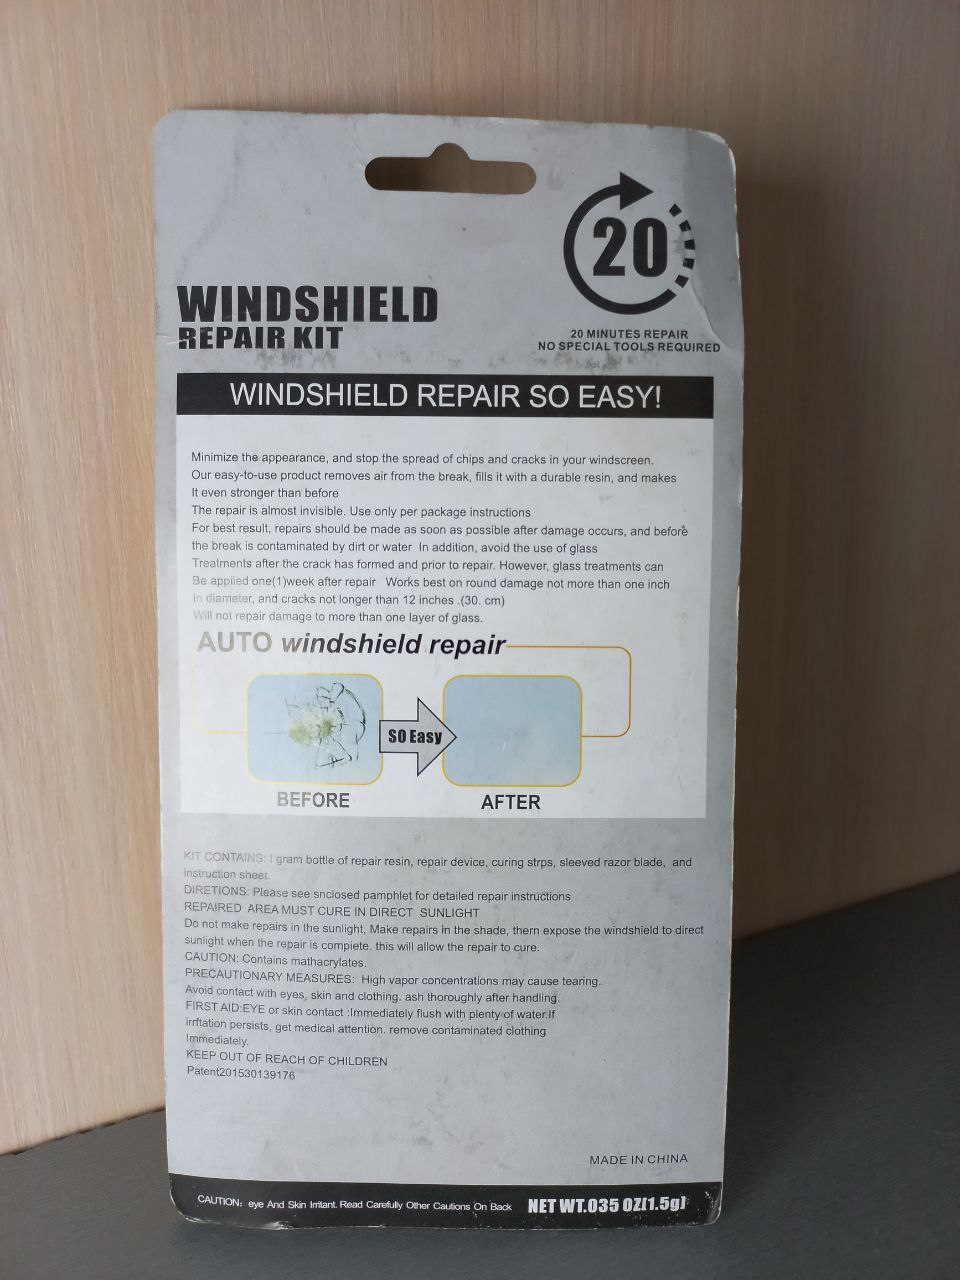 20
20 MINUTES REPAIR
NO SPECIAL TOOLS REQUIRED
WINDSHIELD
REPAIR KIT
WINDSHIELD REPAIR SO EASY!
Minimize the appearance, and stop the spread of chips and cracks in your windscreen.
Our easy-to-use product removes air from the break, fills it with a durable resin, and makes
It even stronger than before
The repair is almost invisible. Use only per package instructions
For best result, repairs should be made as soon as possible after damage occurs, and before
the break is contaminated by dirt or water In addition, avoid the use of glass
Treatments after the crack has formed and prior to repair. However, glass treatments can
Be applied one(1)week after repair Works best on round damage not more than one inch
In diameter, and cracks not longer than 12 inches .(30. cm)
Will not repair damage to more than one layer of glass.
AUTO windshield repair
SO Easy
BEFORE
AFTER
KIT CONTAINS: I gram bottle of repair resin, repair device, curing strps, sleeved razor blade, and
instruction sheet.
DIRETIONS: Please see snclosed pamphlet for detailed repair instructions
REPAIRED AREA MUST CURE IN DIRECT SUNLIGHT
Do not make repairs in the sunlight, Make repairs in the shade, thern expose the windshield to direct
sunlight when the repair is complete. this will allow the repair to cure.
CAUTION: Contains mathacrylates.
PRECAUTIONARY MEASURES: High vapor concentrations may cause tearing.
Avoid contact with eyes, skin and clothing. ash thoroughly after handling.
FIRST AID:EYE or skin contact :Immediately flush with plenty of water.If
irrftation persists, get medical attention. remove contaminated clothing
Immediately.
KEEP OUT OF REACH OF CHILDREN
Patent201530139176
MADE IN CHINA
CAUTION: eye And Skin Irritant. Read Carefully Other Cautions On Back
NET WT.035 OZ[1.5g]